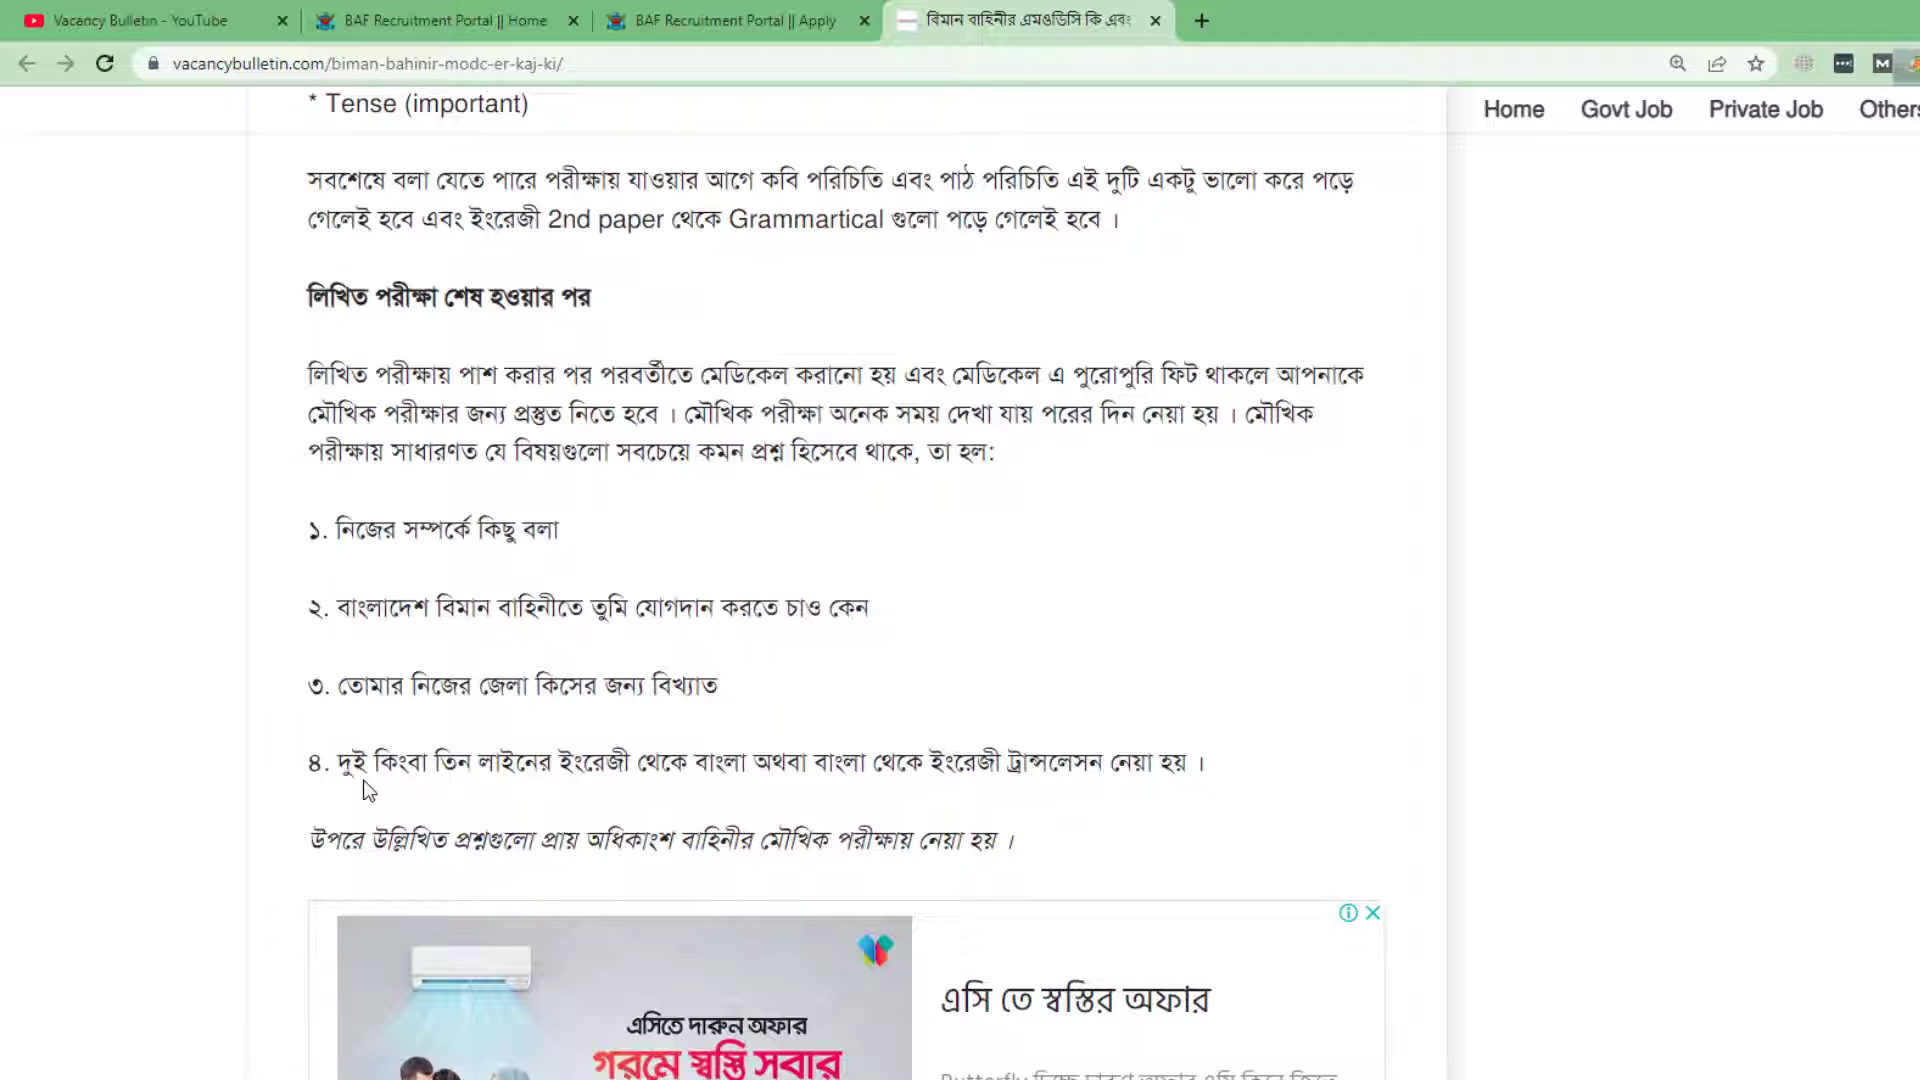 Vacancy Bulletin - YouTube
BAF Recruitment Portal || Home
BAF Recruitment Portal || Apply
বিমান বাহিনীর এমওডিসি কি এবং
vacancybulletin.com/biman-bahinir-modc-er-kaj-ki/
* Tense (important)
Home Govt Job Private Job Others
সবশেষে বলা যেতে পারে পরীক্ষায় যাওয়ার আগে কবি পরিচিতি এবং পাঠ পরিচিতি এই দুটি একটু ভালো করে পড়ে
গেলেই হবে এবং ইংরেজী 2nd paper থেকে Grammartical গুলো পড়ে গেলেই হবে ।
লিখিত পরীক্ষা শেষ হওয়ার পর
লিখিত পরীক্ষায় পাশ করার পর পরবর্তীতে মেডিকেল করানো হয় এবং মেডিকেল এ পুরোপুরি ফিট থাকলে আপনাকে
মৌখিক পরীক্ষার জন্য প্রস্তুত নিতে হবে । মৌখিক পরীক্ষা অনেক সময় দেখা যায় পরের দিন নেয়া হয় । মৌখিক
পরীক্ষায় সাধারণত যে বিষয়গুলো সবচেয়ে কমন প্রশ্ন হিসেবে থাকে, তা হল:
১. নিজের সম্পর্কে কিছু বলা
২. বাংলাদেশ বিমান বাহিনীতে তুমি যোগদান করতে চাও কেন
৩. তোমার নিজের জেলা কিসের জন্য বিখ্যাত
৪. দুই কিংবা তিন লাইনের ইংরেজী থেকে বাংলা অথবা বাংলা থেকে ইংরেজী ট্রান্সলেসন নেয়া হয় ।
উপরে উল্লিখিত প্রশ্নগুলো প্রায় অধিকাংশ বাহিনীর মৌখিক পরীক্ষায় নেয়া হয় ।
এসি তে স্বস্তির অফার
এসিতে দারুন অফার
গরমে স্বস্তি সবার